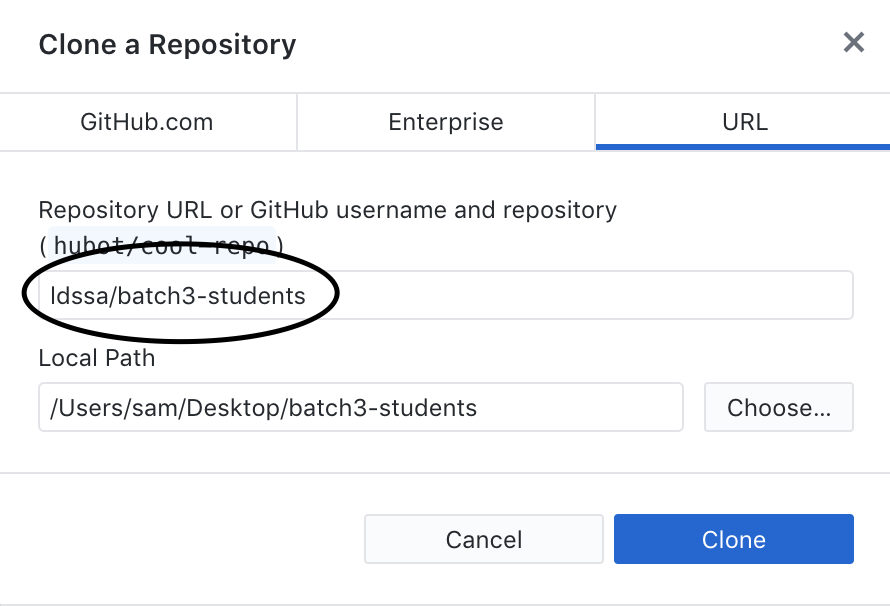 Clone a Repository
GitHub.com
Enterprise
URL
Repository URL or GitHub username and repository
(hubot/cool-repo)
ldssa/batch3-students
Local Path
/Users/sam/Desktop/batch3-students
Choose...
Cancel
Clone